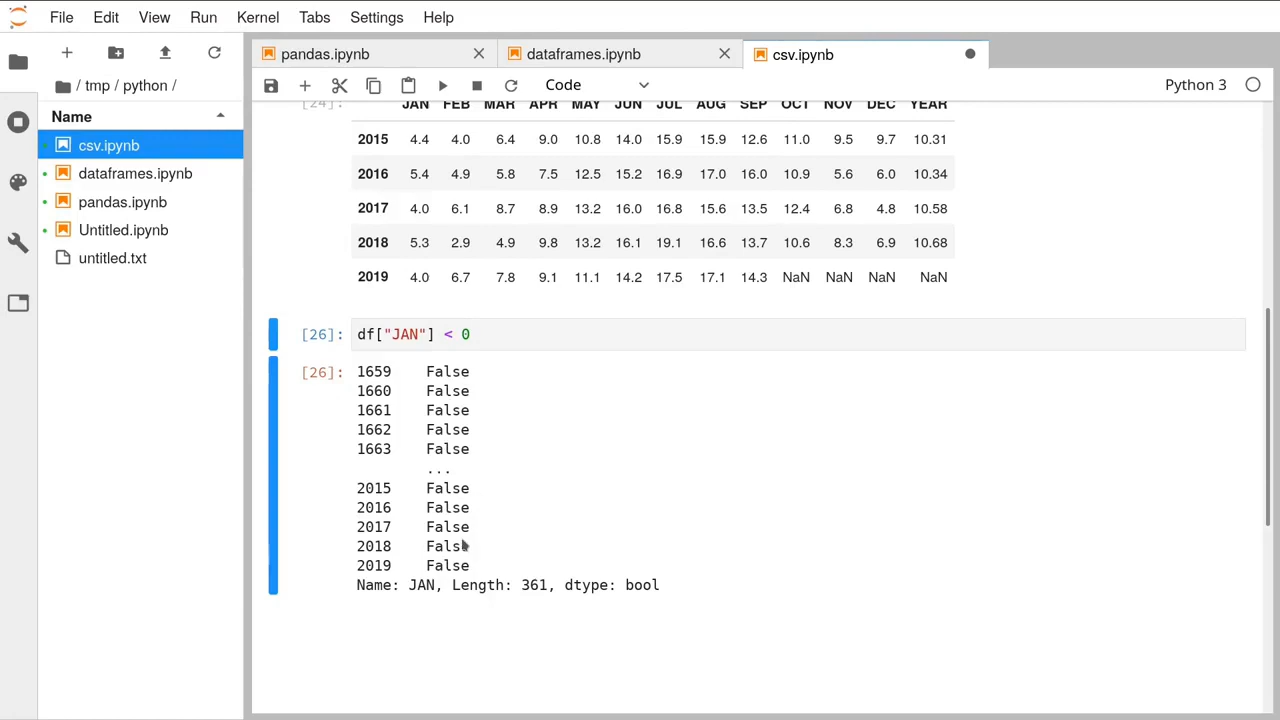 File Edit View Run Kernel Tabs Settings Help
pandas.ipynb dataframes.ipynb csv.ipynb
/ tmp / python /
Code Python 3
Name
csv.ipynb
dataframes.ipynb
pandas.ipynb
Untitled.ipynb
untitled.txt
[24]: JAN FEB MAR APR MAY JUN JUL AUG SEP OCT NOV DEC YEAR
2015 4.4 4.0 6.4 9.0 10.8 14.0 15.9 15.9 12.6 11.0 9.5 9.7 10.31
2016 5.4 4.9 5.8 7.5 12.5 15.2 16.9 17.0 16.0 10.9 5.6 6.0 10.34
2017 4.0 6.1 8.7 8.9 13.2 16.0 16.8 15.6 13.5 12.4 6.8 4.8 10.58
2018 5.3 2.9 4.9 9.8 13.2 16.1 19.1 16.6 13.7 10.6 8.3 6.9 10.68
2019 4.0 6.7 7.8 9.1 11.1 14.2 17.5 17.1 14.3 NaN NaN NaN NaN
[26]: df["JAN"] < 0
[26]: 1659 False
1660 False
1661 False
1662 False
1663 False
...
2015 False
2016 False
2017 False
2018 False
2019 False
Name: JAN, Length: 361, dtype: bool